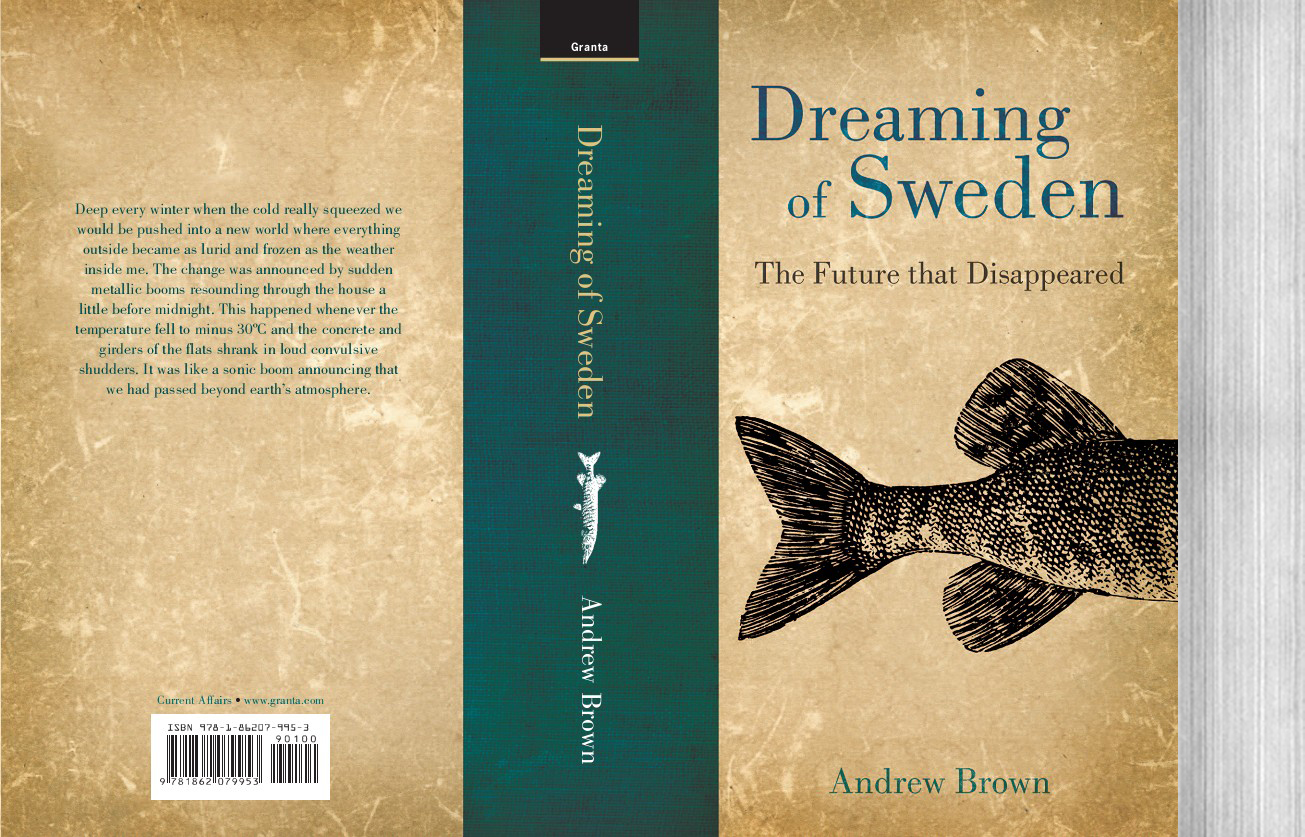 Deep every winter when the cold really squeezed we
would be pushed into a new world where everything
outside became as lurid and frozen as the weather
inside me. The change was announced by sudden
metallic booms resounding through the house a
little before midnight. This happened whenever the
temperature fell to minus 30ºC and the concrete and
girders of the flats shrank in loud convulsive
shudders. It was like a sonic boom announcing that
we had passed beyond earth’s atmosphere.
Current Affairs • www.granta.com
ISBN 978-1-86207-995-3
90100
9 781862 079953
Granta
Dreaming of Sweden
Andrew Brown
Dreaming
of Sweden
The Future that Disappeared
Andrew Brown